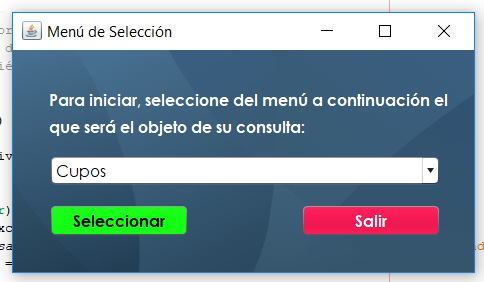 Menú de Selección
Para iniciar, seleccione del menú a continuación el
que será el objeto de su consulta:
Cupos
Seleccionar Salir